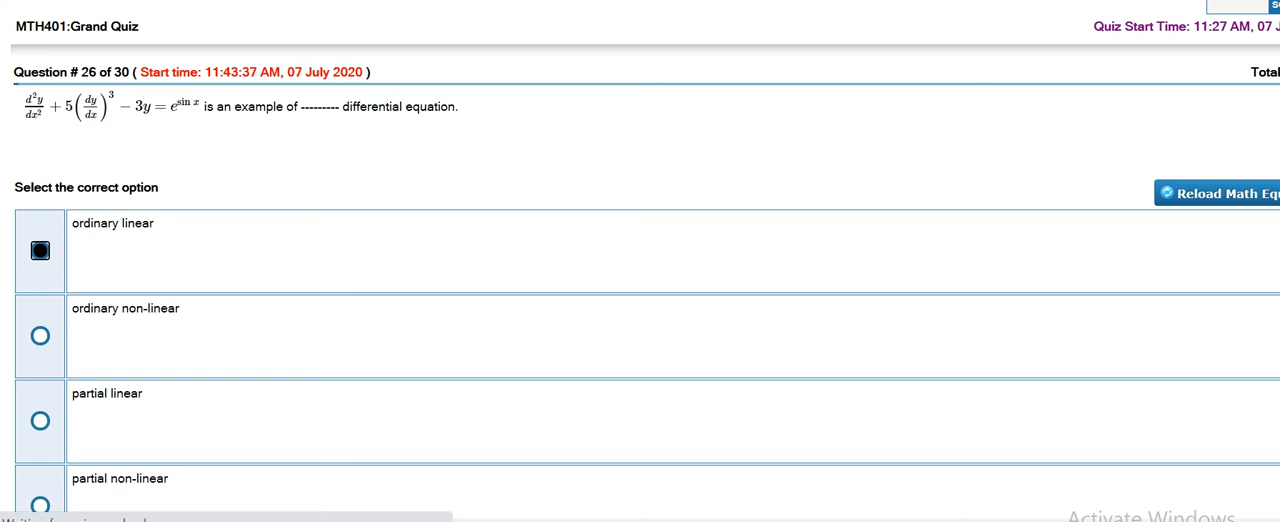 MTH401:Grand Quiz
Quiz Start Time: 11:27 AM, 07 J
Question # 26 of 30 ( Start time: 11:43:37 AM, 07 July 2020 )
Total
d²y/dx² + 5(dy/dx)³ − 3y = e^sin x is an example of --------- differential equation.
Select the correct option
Reload Math Equ
ordinary linear
ordinary non-linear
partial linear
partial non-linear
Activate Windows